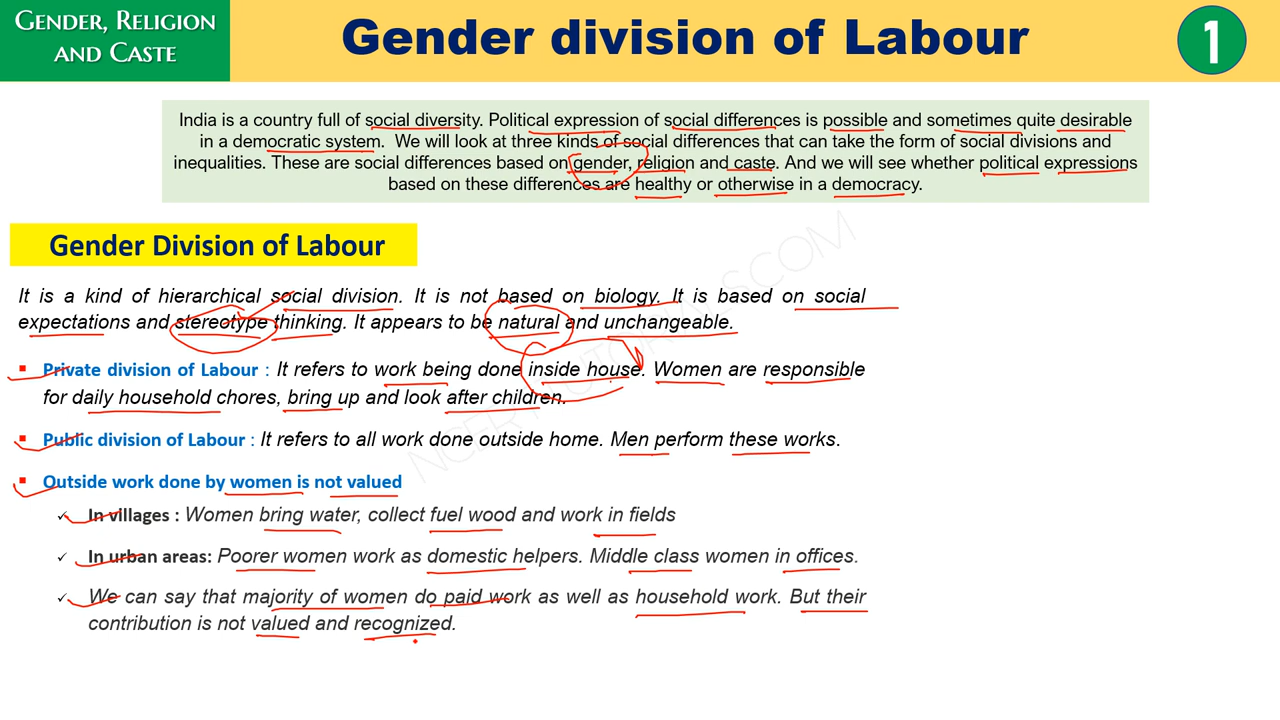 GENDER, RELIGION
AND CASTE
Gender division of Labour
1
India is a country full of social diversity. Political expression of social differences is possible and sometimes quite desirable
in a democratic system. We will look at three kinds of social differences that can take the form of social divisions and
inequalities. These are social differences based on gender, religion and caste. And we will see whether political expressions
based on these differences are healthy or otherwise in a democracy.
Gender Division of Labour
It is a kind of hierarchical social division. It is not based on biology. It is based on social
expectations and stereotype thinking. It appears to be natural and unchangeable.
▪ Private division of Labour : It refers to work being done inside house. Women are responsible
for daily household chores, bring up and look after children.
▪ Public division of Labour : It refers to all work done outside home. Men perform these works.
▪ Outside work done by women is not valued
✓ In villages : Women bring water, collect fuel wood and work in fields
✓ In urban areas: Poorer women work as domestic helpers. Middle class women in offices.
✓ We can say that majority of women do paid work as well as household work. But their
contribution is not valued and recognized.
NCERTTUTORIALS.COM